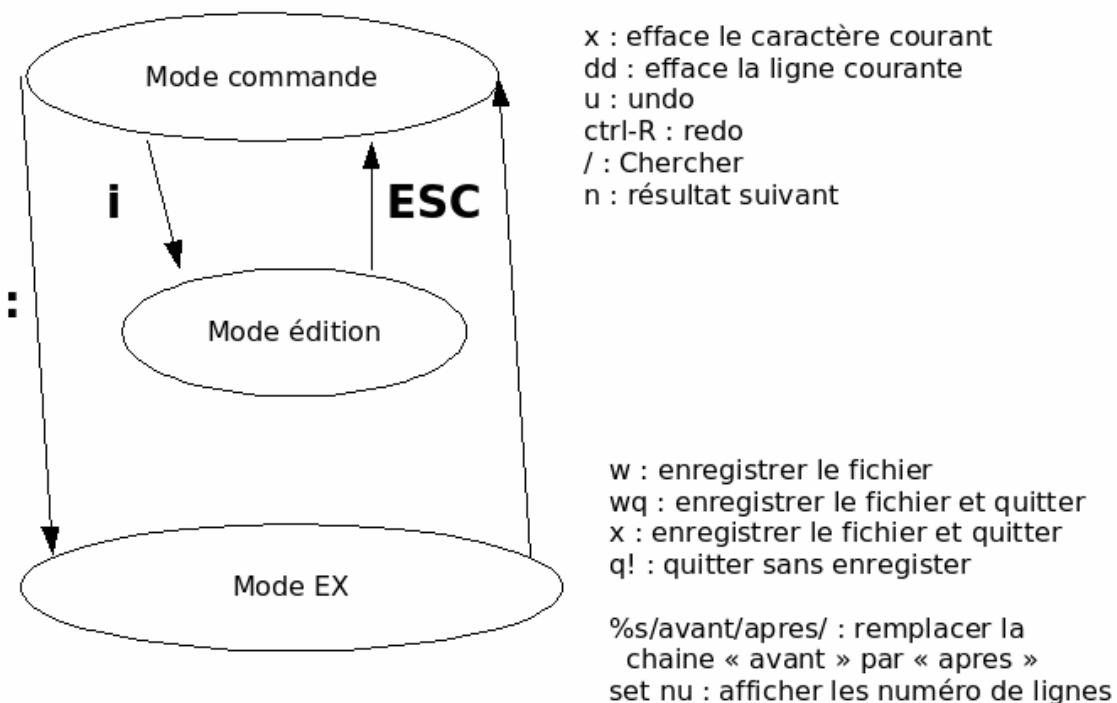 Mode commande
x : efface le caractère courant
dd : efface la ligne courante
u : undo
ctrl-R : redo
/ : Chercher
n : résultat suivant
i
ESC
:
Mode édition
w : enregistrer le fichier
wq : enregistrer le fichier et quitter
x : enregistrer le fichier et quitter
q! : quitter sans enregister
Mode EX
%s/avant/apres/ : remplacer la
chaine « avant » par « apres »
set nu : afficher les numéro de lignes